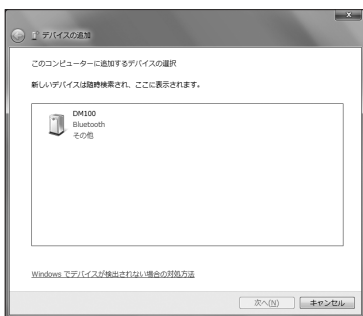 デバイスの追加
このコンピューターに追加するデバイスの選択
新しいデバイスは随時検索され、ここに表示されます。
DM100
Bluetooth
その他
Windows でデバイスが検出されない場合の対処方法
次へ(N) キャンセル